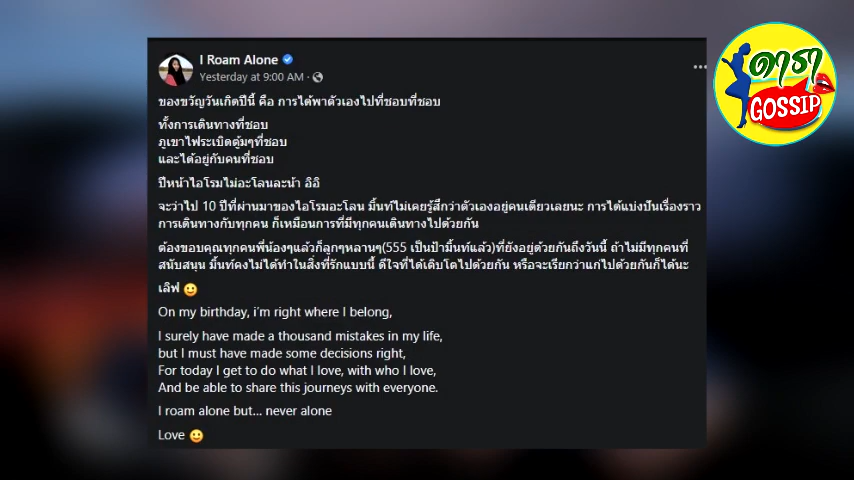 I Roam Alone
Yesterday at 9:00 AM ·
ของขวัญวันเกิดปีนี้ คือ การได้พาตัวเองไปที่ชอบที่ชอบ
ทั้งการเดินทางที่ชอบ
ภูเขาไฟระเบิดตู้มๆที่ชอบ
และได้อยู่กับคนที่ชอบ
ปีหน้าไอโรมไม่อะโลนละน้า อิอิ
จะว่าไป 10 ปีที่ผ่านมาของไอโรมอะโลน มิ้นท์ไม่เคยรู้สึกว่าตัวเองอยู่คนเดียวเลยนะ การได้แบ่งปันเรื่องราว
การเดินทางกับทุกคน ก็เหมือนการที่มีทุกคนเดินทางไปด้วยกัน
ต้องขอบคุณทุกคนพี่น้องๆแล้วก็ลูกๆหลานๆ(555 เป็นป้ามิ้นท์แล้ว)ที่ยังอยู่ด้วยกันถึงวันนี้ ถ้าไม่มีทุกคนที่
สนับสนุน มิ้นท์คงไม่ได้ทำในสิ่งที่รักแบบนี้ ดีใจที่ได้เติบโตไปด้วยกัน หรือจะเรียกว่าแก่ไปด้วยกันก็ได้นะ
เลิฟ 🙂
On my birthday, i'm right where I belong,
I surely have made a thousand mistakes in my life,
but I must have made some decisions right,
For today I get to do what I love, with who I love,
And be able to share this journeys with everyone.
I roam alone but... never alone
Love 🙂
ดารา
GOSSIP